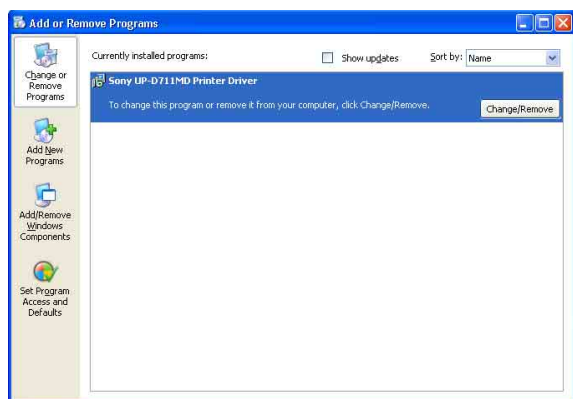 Add or Remove Programs
Change or
Remove
Programs
Currently installed programs:
Show updates
Sort by: Name
Sony UP-D711MD Printer Driver
To change this program or remove it from your computer, click Change/Remove.
Change/Remove
Add New
Programs
Add/Remove
Windows
Components
Set Program
Access and
Defaults